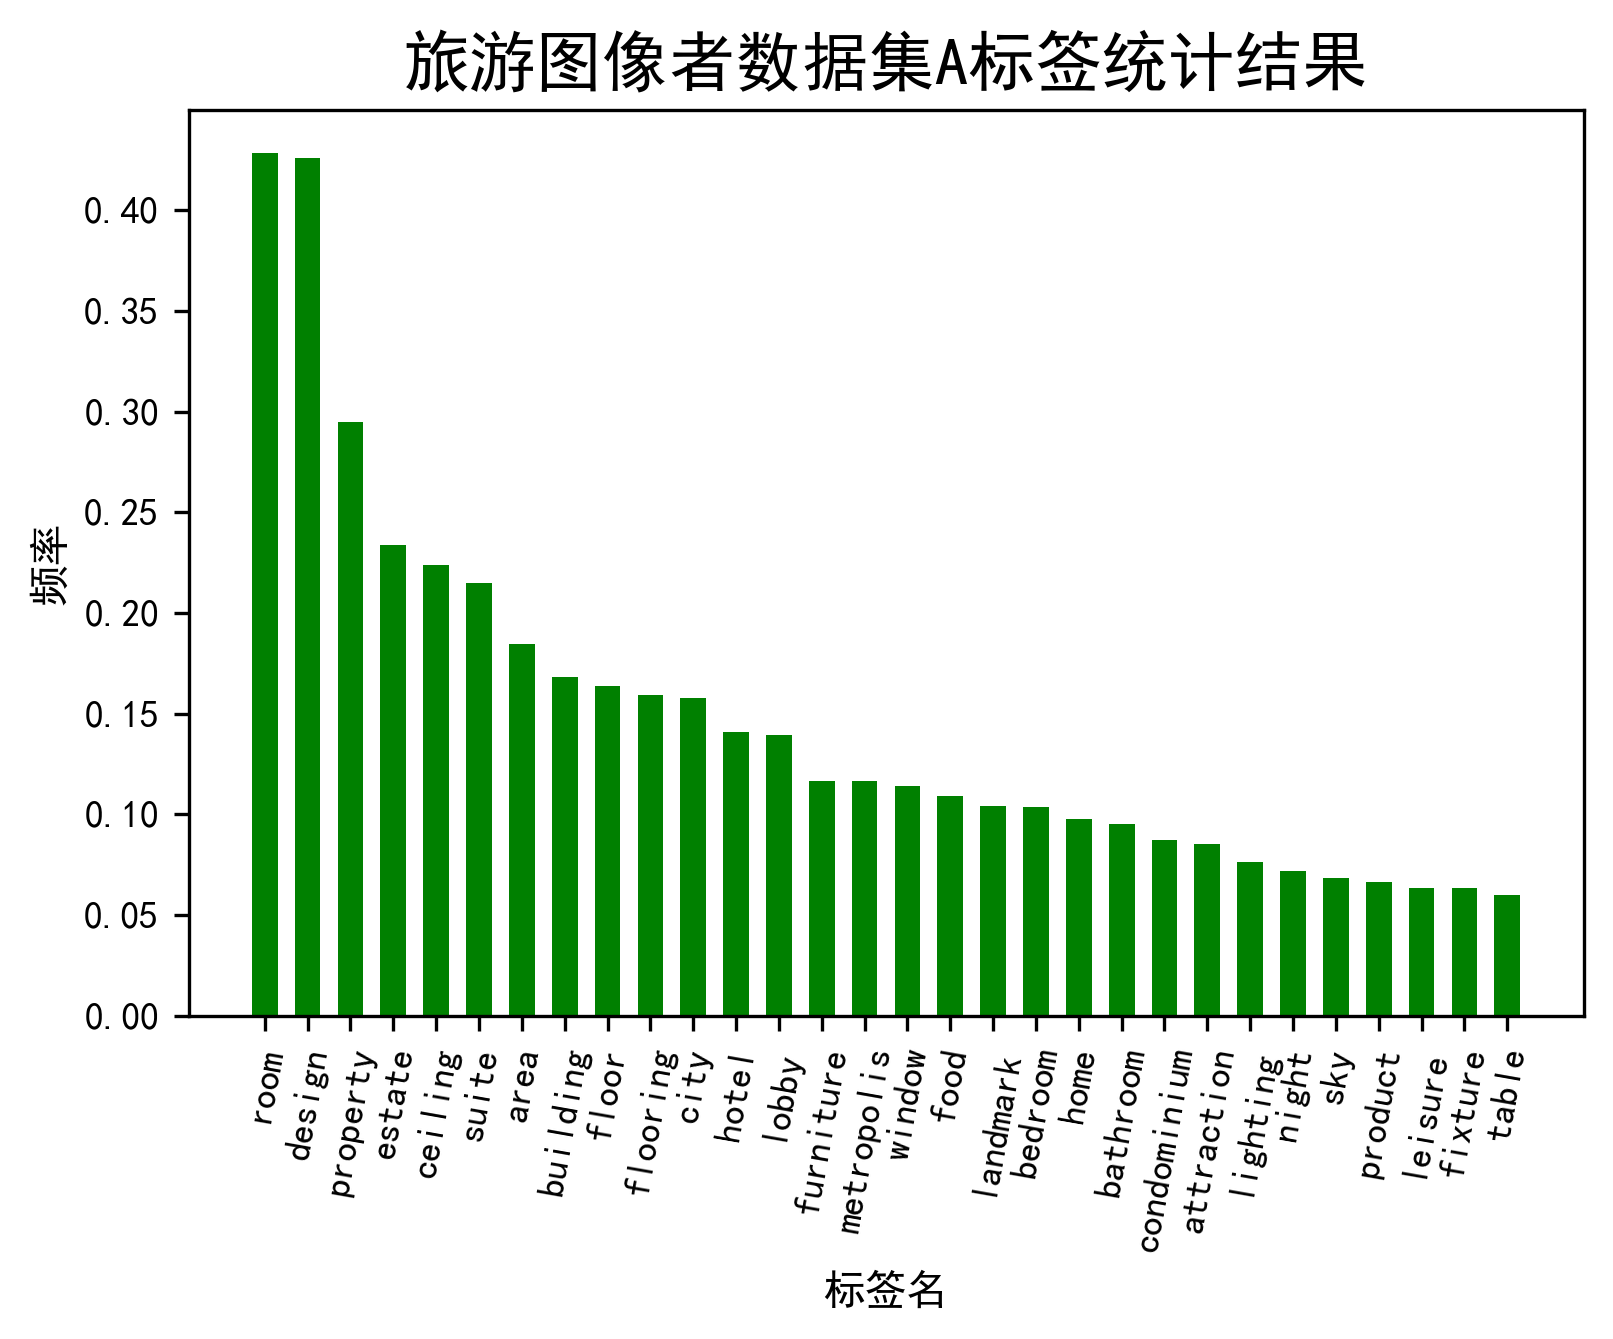 旅游图像者数据集A标签统计结果
0.40
0.35
0.30
0.25
0.20
0.15
0.10
0.05
0.00
频率
room
design
property
estate
ceiling
suite
area
building
floor
flooring
city
hotel
lobby
furniture
metropolis
window
food
landmark
bedroom
home
bathroom
condominium
attraction
lighting
night
sky
product
leisure
fixture
table
标签名